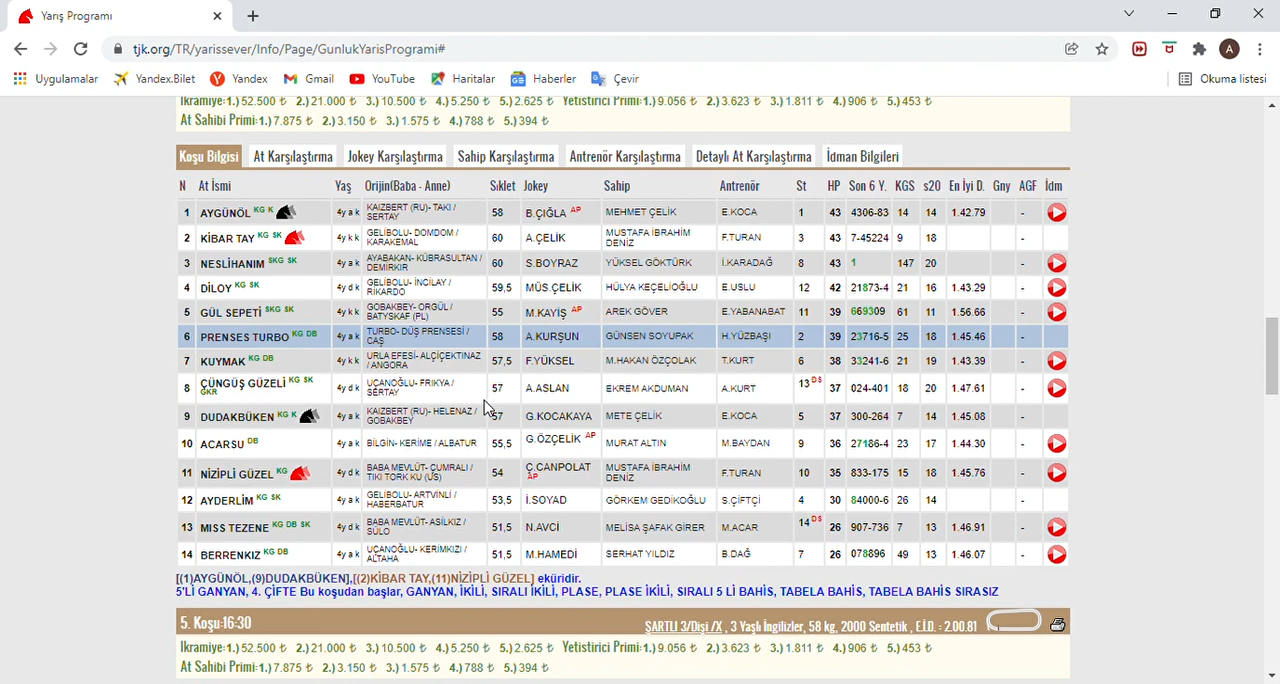 Yarış Programı
tjk.org/TR/yarissever/Info/Page/GunlukYarisProgrami#
A
Uygulamalar Yandex.Bilet Yandex Gmail YouTube Haritalar Haberler Çevir Okuma listesi
İkramiye:1.) 52.500 ₺ 2.) 21.000 ₺ 3.) 10.500 ₺ 4.) 5.250 ₺ 5.) 2.625 ₺ Yetistirici Primi:1.) 9.056 ₺ 2.) 3.623 ₺ 3.) 1.811 ₺ 4.) 906 ₺ 5.) 453 ₺
At Sahibi Primi:1.) 7.875 ₺ 2.) 3.150 ₺ 3.) 1.575 ₺ 4.) 788 ₺ 5.) 394 ₺
Koşu Bilgisi At Karşılaştırma Jokey Karşılaştırma Sahip Karşılaştırma Antrenör Karşılaştırma Detaylı At Karşılaştırma İdman Bilgileri
N At İsmi Yaş Orijin(Baba - Anne) Sıklet Jokey Sahip Antrenör St HP Son 6 Y. KGS s20 En İyi D. Gny AGF İdm
1 AYGÜNÖL KG K 4y a k KAIZBERT (RU)- TAKI / SERTAY 58 B.ÇIĞLA AP MEHMET ÇELİK E.KOCA 1 43 4306-83 14 14 1.42.79 -
2 KİBAR TAY KG SK 4y k k GELİBOLU- DOMDOM / KARAKEMAL 60 A.ÇELİK MUSTAFA İBRAHİM DENİZ F.TURAN 3 43 7-45224 9 18 -
3 NESLİHANIM SKG SK 4y a k AYABAKAN- KÜBRASULTAN / DEMİRKIR 60 S.BOYRAZ YÜKSEL GÖKTÜRK İ.KARADAĞ 8 43 1 147 20 -
4 DİLOY KG SK 4y d k GELİBOLU- İNCİLAY / RIKARDO 59,5 MÜS.ÇELİK HÜLYA KEÇELİOĞLU E.USLU 12 42 21873-4 21 16 1.43.29 -
5 GÜL SEPETİ SKG SK 4y k k GOBAKBEY- ORGÜL / BATYSKAF (PL) 55 M.KAYİŞ AP AREK GÖVER E.YABANABAT 11 39 669309 61 11 1.56.66 -
6 PRENSES TURBO KG DB 4y a k TURBO- DÜŞ PRENSESİ / CAŞ 58 A.KURŞUN GÜNSEN SOYUPAK H.YÜZBAŞI 2 39 23716-5 25 18 1.45.46 -
7 KUYMAK KG DB 4y k k URLA EFESİ- ALÇİÇEKTINAZ / ANGORA 57,5 F.YÜKSEL M.HAKAN ÖZÇOLAK T.KURT 6 38 33241-6 21 19 1.43.39 -
8 ÇÜNGÜŞ GÜZELİ KG SK GKR 4y d k UÇANOĞLU- FRIKYA / SERTAY 57 A.ASLAN EKREM AKDUMAN A.KURT 13 DS 37 024-401 18 20 1.47.61 -
9 DUDAKBÜKEN KG K 4y a k KAIZBERT (RU)- HELENAZ / GOBAKBEY 57 G.KOCAKAYA METE ÇELİK E.KOCA 5 37 300-264 7 14 1.45.08 -
10 ACARSU DB 4y a k BİLGİN- KERİME / ALBATUR 55,5 G.ÖZÇELİK AP MURAT ALTIN M.BAYDAN 9 36 27186-4 23 17 1.44.30 -
11 NİZİPLİ GÜZEL KG 4y d k BABA MEVLÜT- CUMRALI / TIKI TORK KU (US) 54 Ç.CANPOLAT AP MUSTAFA İBRAHİM DENİZ F.TURAN 10 35 833-175 15 18 1.45.76 -
12 AYDERLİM KG SK 4y a k GELİBOLU- ARTVİNLİ / HABERBATUR 53,5 İ.SOYAD GÖRKEM GEDİKOĞLU S.ÇİFTÇİ 4 30 84000-6 26 14 -
13 MISS TEZENE KG DB SK 4y d k BABA MEVLÜT- ASİLKIZ / SÜLO 51,5 N.AVCİ MELİSA ŞAFAK GİRER M.ACAR 14 DS 26 907-736 7 13 1.46.91 -
14 BERRENKIZ KG DB 4y a k UÇANOĞLU- KERİMKIZI / ALTAHA 51,5 M.HAMEDİ SERHAT YILDIZ B.DAĞ 7 26 078896 49 13 1.46.07 -
[(1)AYGÜNÖL,(9)DUDAKBÜKEN],[(2)KİBAR TAY,(11)NİZİPLİ GÜZEL] eküridir.
5'Lİ GANYAN, 4. ÇİFTE Bu koşudan başlar, GANYAN, İKİLİ, SIRALI İKİLİ, PLASE, PLASE İKİLİ, SIRALI 5 Lİ BAHİS, TABELA BAHİS, TABELA BAHİS SIRASIZ
5. Koşu:16:30 ŞARTLI 3/Dişi /X , 3 Yaşlı İngilizler, 58 kg, 2000 Sentetik , E.İ.D. : 2.00.81
İkramiye:1.) 52.500 ₺ 2.) 21.000 ₺ 3.) 10.500 ₺ 4.) 5.250 ₺ 5.) 2.625 ₺ Yetistirici Primi:1.) 9.056 ₺ 2.) 3.623 ₺ 3.) 1.811 ₺ 4.) 906 ₺ 5.) 453 ₺
At Sahibi Primi:1.) 7.875 ₺ 2.) 3.150 ₺ 3.) 1.575 ₺ 4.) 788 ₺ 5.) 394 ₺